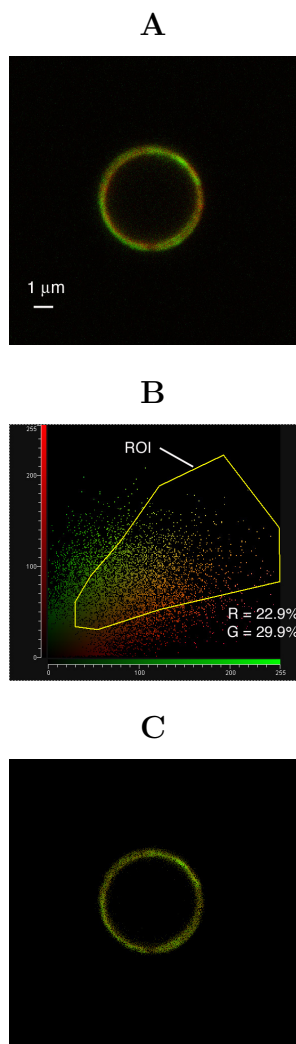 A
1 μm
B
255
ROI
200
100
R = 22.9%
G = 29.9%
0
0 100 200 255
C